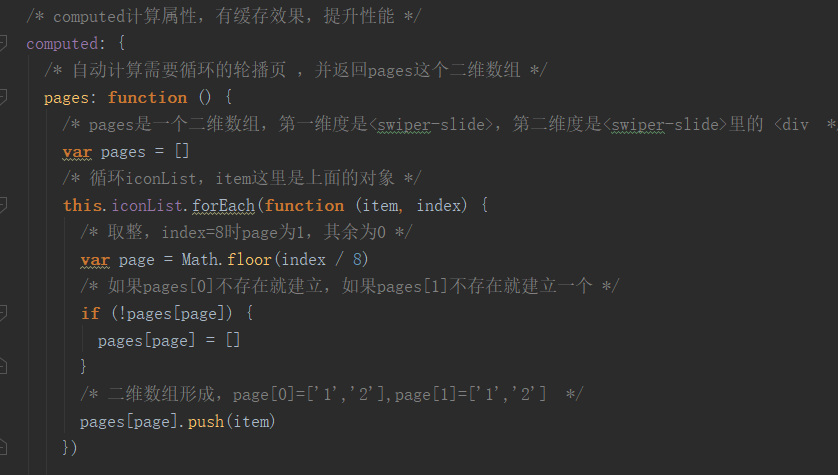 /* computed计算属性，有缓存效果，提升性能 */
computed: {
/* 自动计算需要循环的轮播页 ，并返回pages这个二维数组 */
pages: function () {
/* pages是一个二维数组，第一维度是<swiper-slide>，第二维度是<swiper-slide>里的 <div *
var pages = []
/* 循环iconList，item这里是上面的对象 */
this.iconList.forEach(function (item, index) {
/* 取整，index=8时page为1，其余为0 */
var page = Math.floor(index / 8)
/* 如果pages[0]不存在就建立，如果pages[1]不存在就建立一个 */
if (!pages[page]) {
pages[page] = []
}
/* 二维数组形成，page[0]=['1','2'],page[1]=['1','2'] */
pages[page].push(item)
})